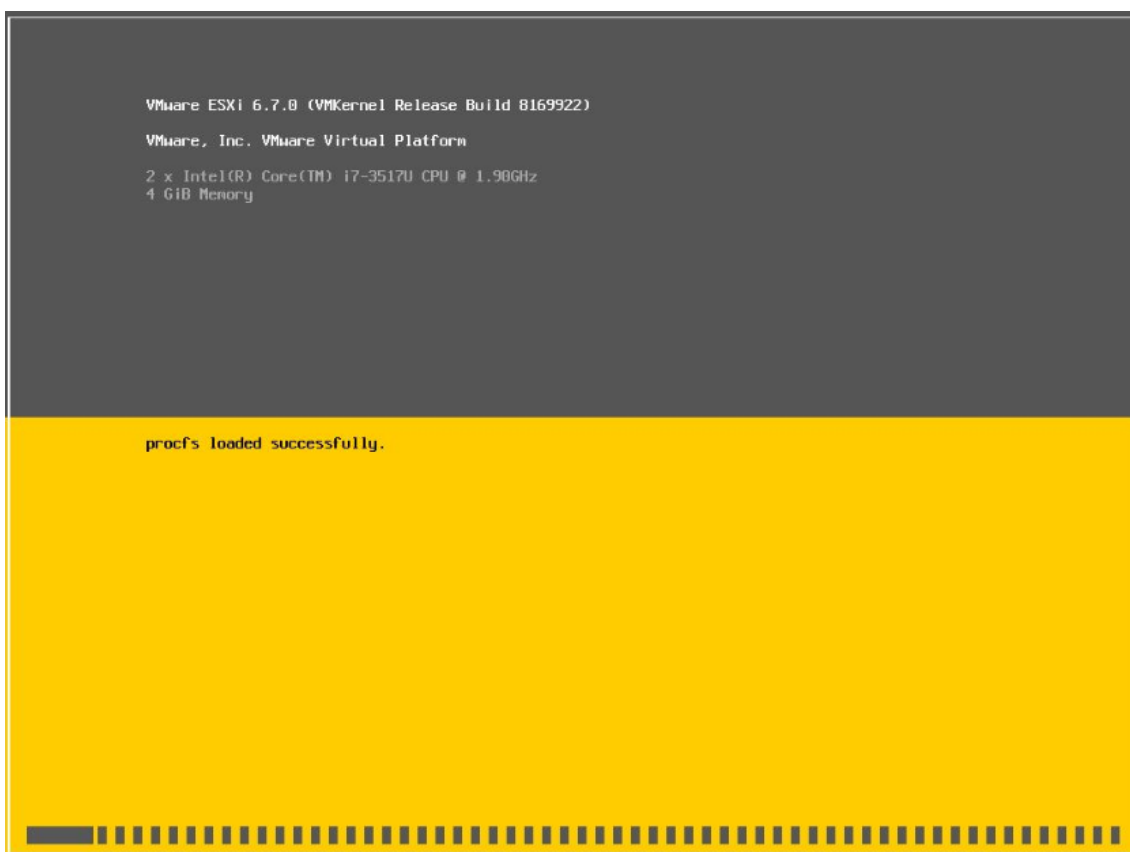 VMware ESXi 6.7.0 (VMKernel Release Build 8169922)
VMware, Inc. VMware Virtual Platform
2 x Intel(R) Core(TM) i7-3517U CPU @ 1.90GHz
4 GiB Memory
procfs loaded successfully.